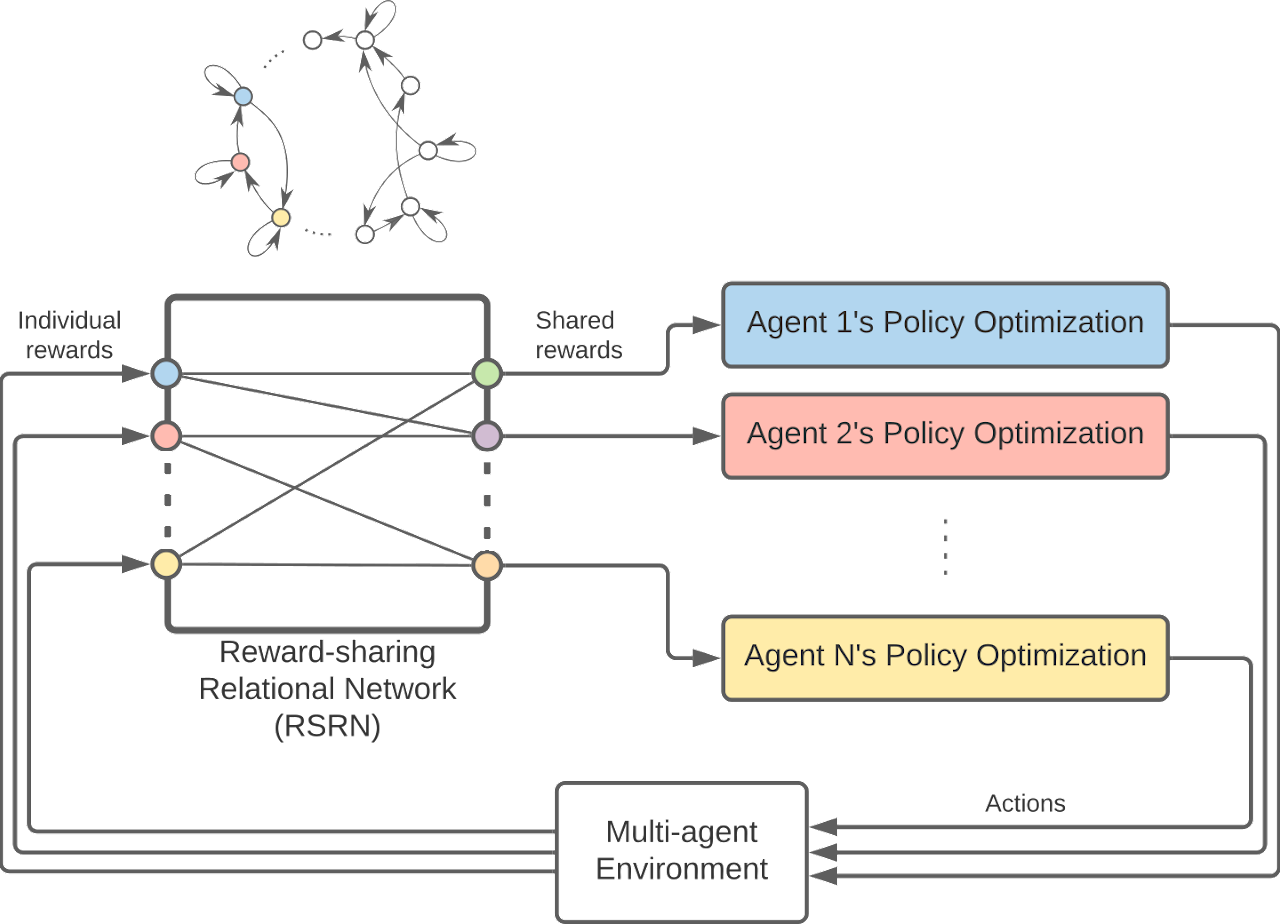 Individual
rewards
Shared
rewards
Agent 1's Policy Optimization
Agent 2's Policy Optimization
Agent N's Policy Optimization
Reward-sharing
Relational Network
(RSRN)
Actions
Multi-agent
Environment